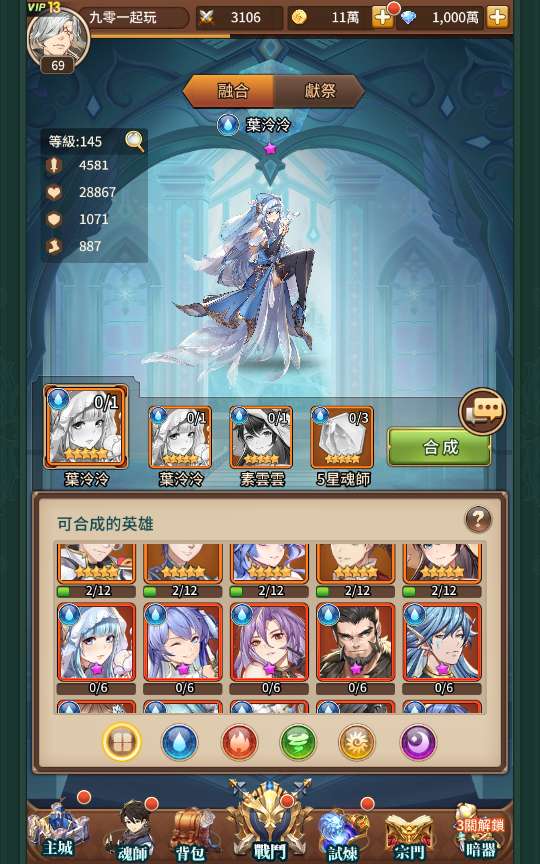 VIP 13
九零一起玩
3106
11萬
1,000萬
69
融合
獻祭
葉泠泠
等級:145
4581
28867
1071
887
0/1
0/1
0/1
0/3
葉泠泠
葉泠泠
素雲雲
5星魂師
合成
可合成的英雄
?
2/12
2/12
2/12
2/12
2/12
0/6
0/6
0/6
0/6
0/6
3關解鎖
主城
魂師
背包
戰鬥
試煉
宗門
暗器